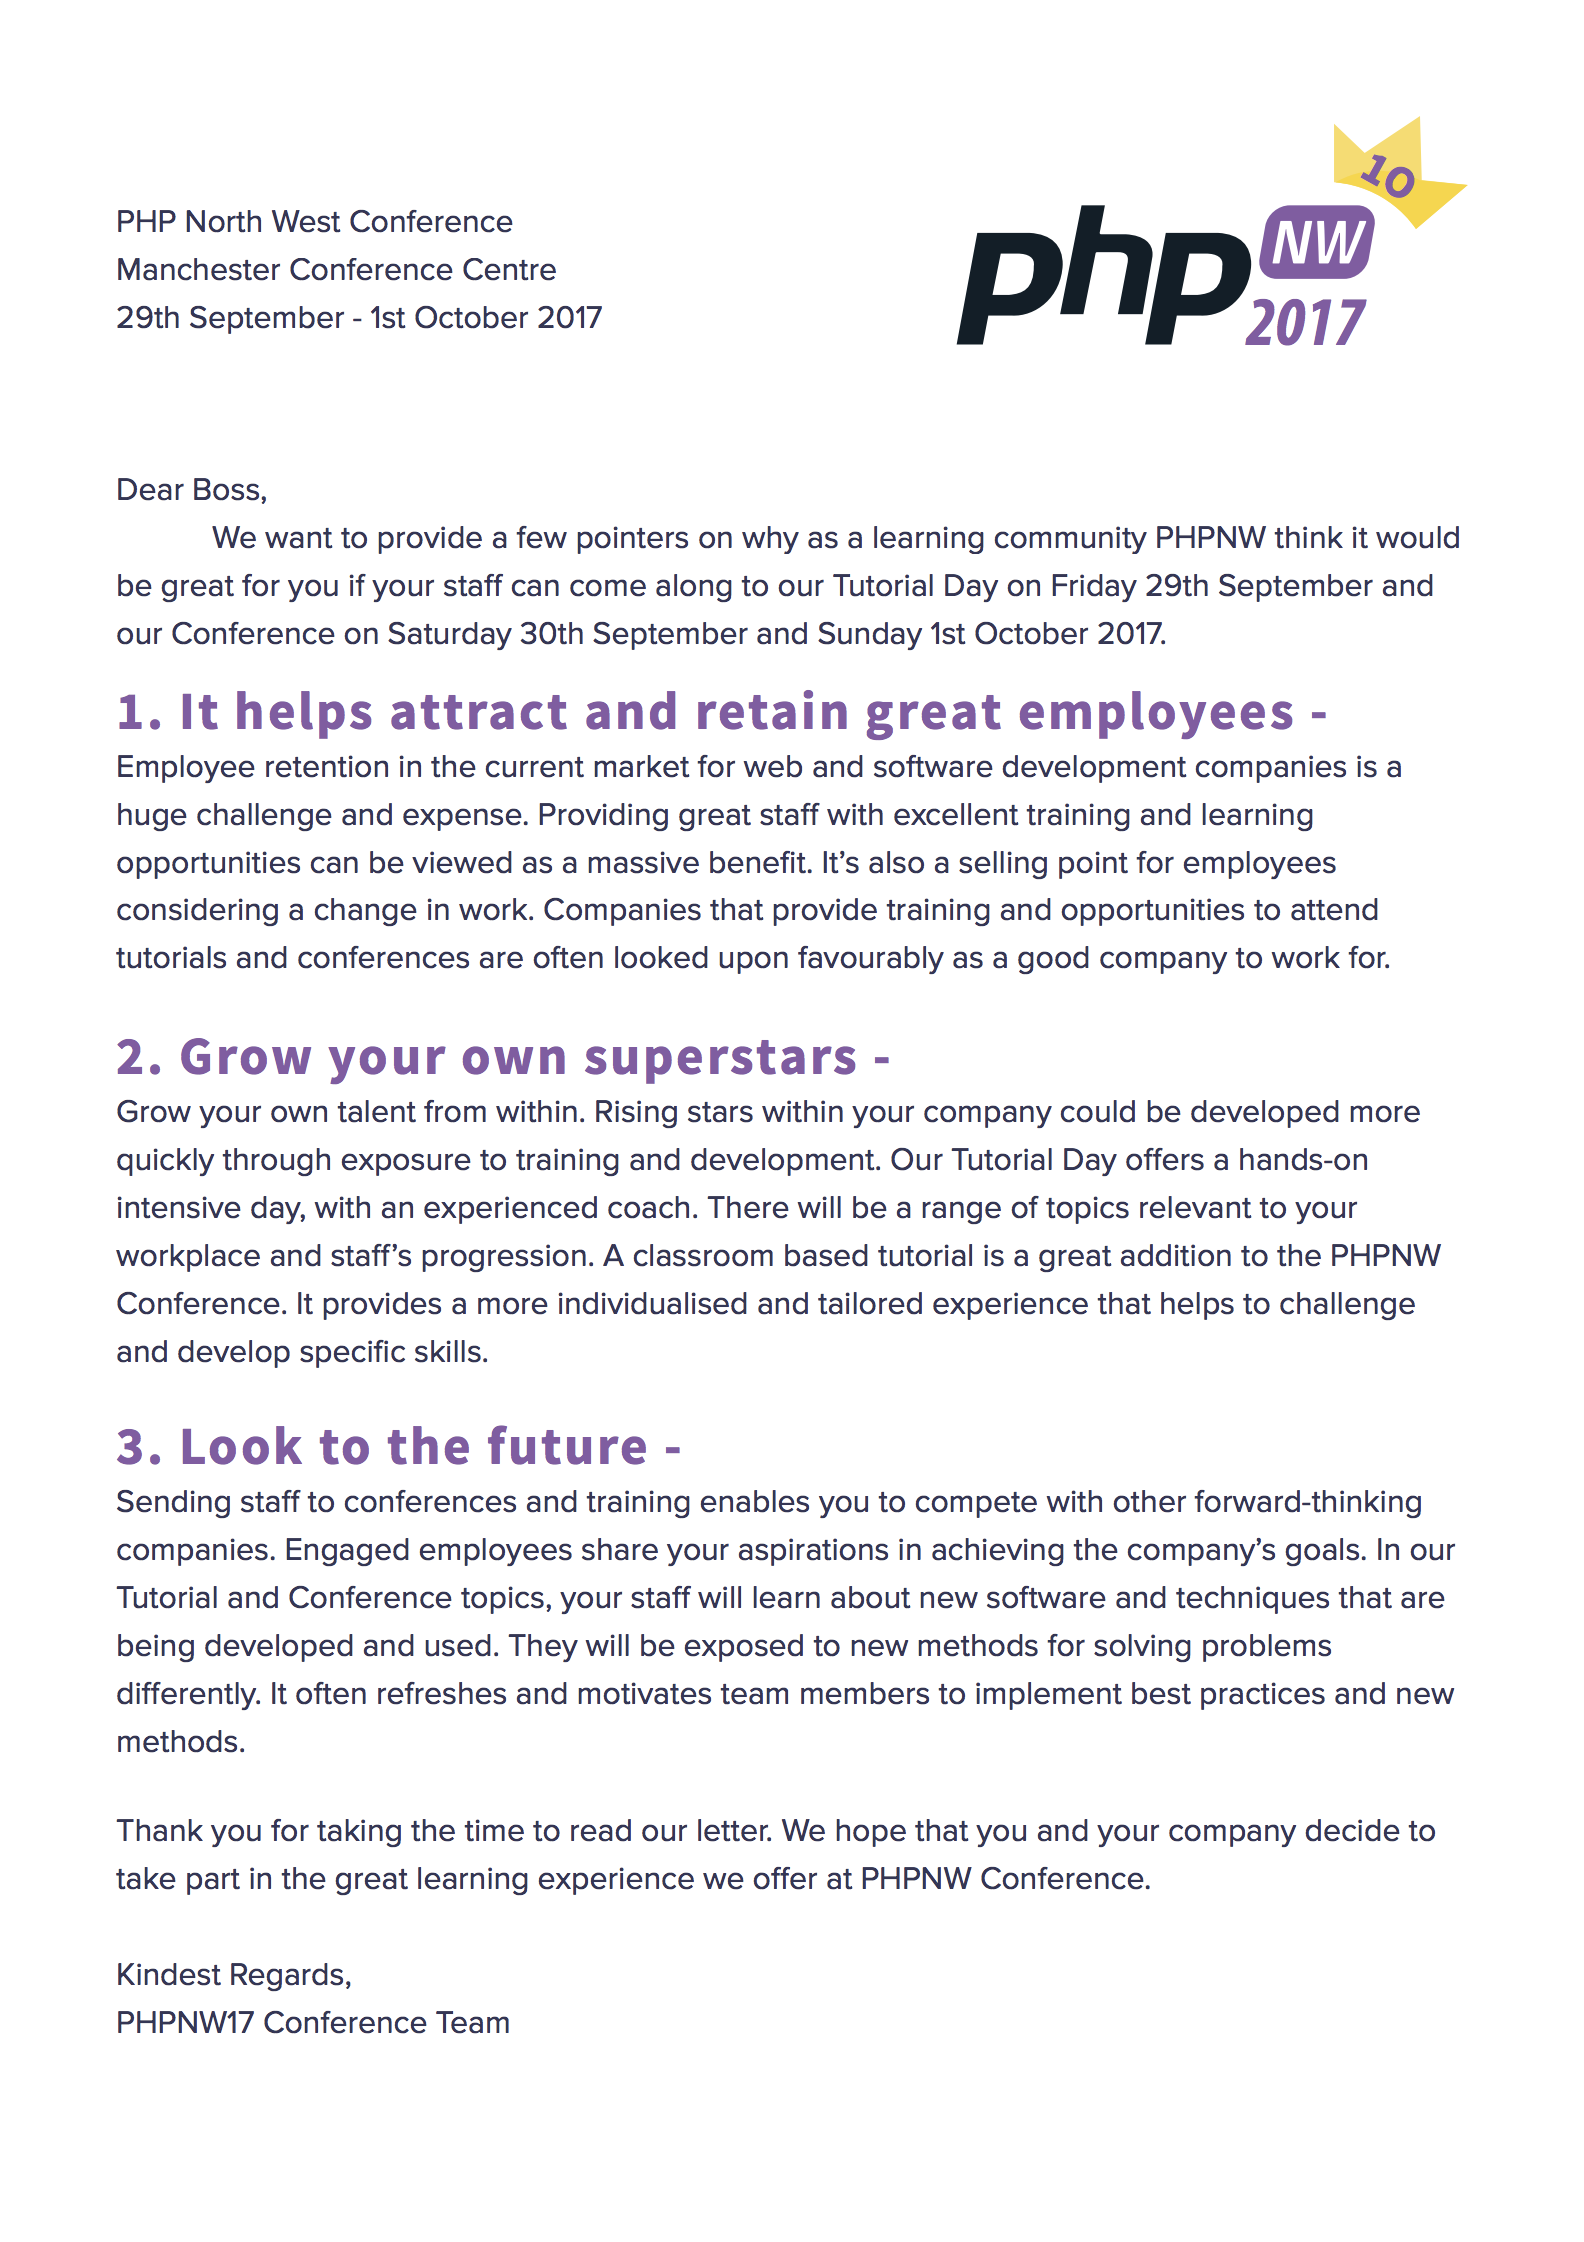 PHP North West Conference
Manchester Conference Centre
29th September - 1st October 2017
10
php NW
2017
Dear Boss,
We want to provide a few pointers on why as a learning community PHPNW think it would
be great for you if your staff can come along to our Tutorial Day on Friday 29th September and
our Conference on Saturday 30th September and Sunday 1st October 2017.
1. It helps attract and retain great employees -
Employee retention in the current market for web and software development companies is a
huge challenge and expense. Providing great staff with excellent training and learning
opportunities can be viewed as a massive benefit. It’s also a selling point for employees
considering a change in work. Companies that provide training and opportunities to attend
tutorials and conferences are often looked upon favourably as a good company to work for.
2. Grow your own superstars -
Grow your own talent from within. Rising stars within your company could be developed more
quickly through exposure to training and development. Our Tutorial Day offers a hands-on
intensive day, with an experienced coach. There will be a range of topics relevant to your
workplace and staff’s progression. A classroom based tutorial is a great addition to the PHPNW
Conference. It provides a more individualised and tailored experience that helps to challenge
and develop specific skills.
3. Look to the future -
Sending staff to conferences and training enables you to compete with other forward-thinking
companies. Engaged employees share your aspirations in achieving the company’s goals. In our
Tutorial and Conference topics, your staff will learn about new software and techniques that are
being developed and used. They will be exposed to new methods for solving problems
differently. It often refreshes and motivates team members to implement best practices and new
methods.
Thank you for taking the time to read our letter. We hope that you and your company decide to
take part in the great learning experience we offer at PHPNW Conference.
Kindest Regards,
PHPNW17 Conference Team